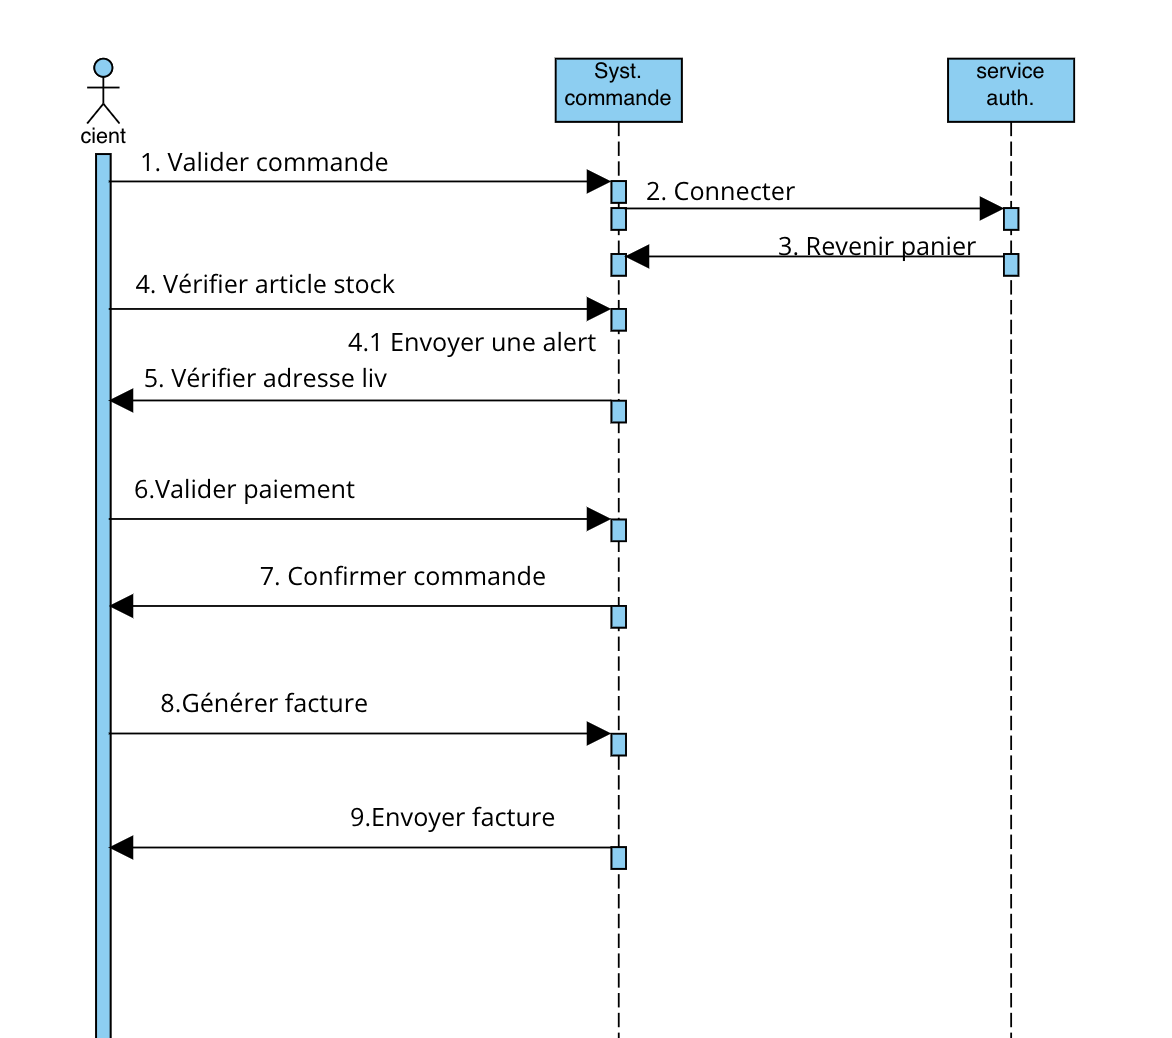 cient
Syst.
commande
service
auth.
1. Valider commande
2. Connecter
3. Revenir panier
4. Vérifier article stock
4.1 Envoyer une alert
5. Vérifier adresse liv
6.Valider paiement
7. Confirmer commande
8.Générer facture
9.Envoyer facture